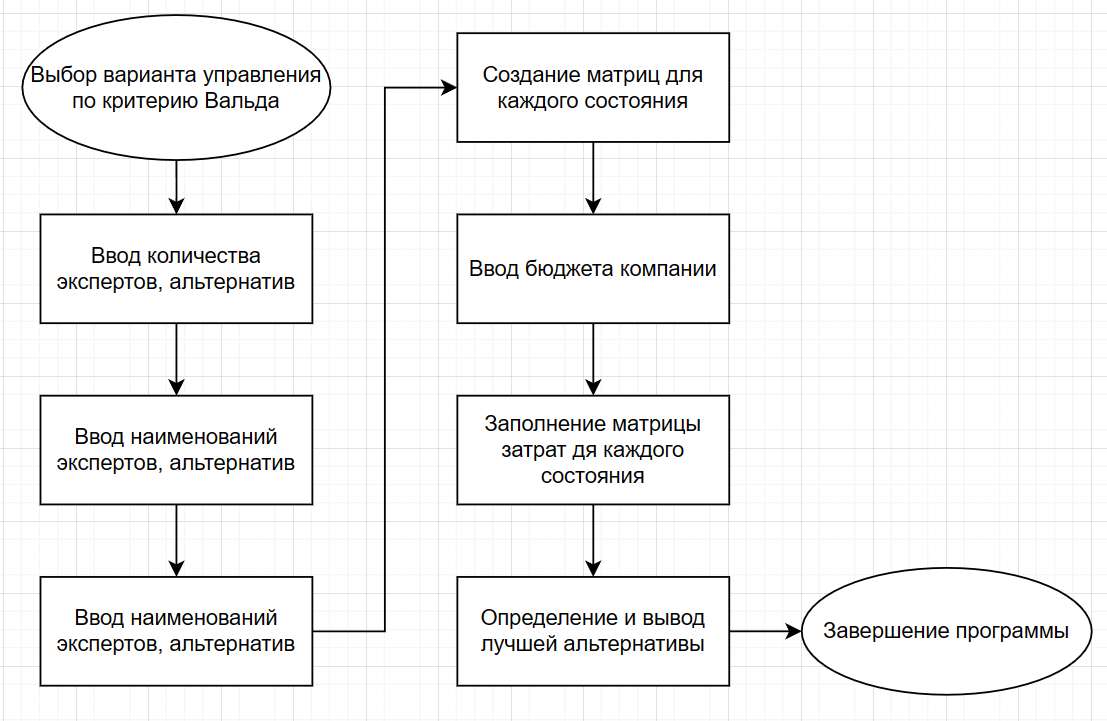 Выбор варианта управления
по критерию Вальда
Ввод количества
экспертов, альтернатив
Ввод наименований
экспертов, альтернатив
Ввод наименований
экспертов, альтернатив
Создание матриц для
каждого состояния
Ввод бюджета компании
Заполнение матрицы
затрат дя каждого
состояния
Определение и вывод
лучшей альтернативы
Завершение программы